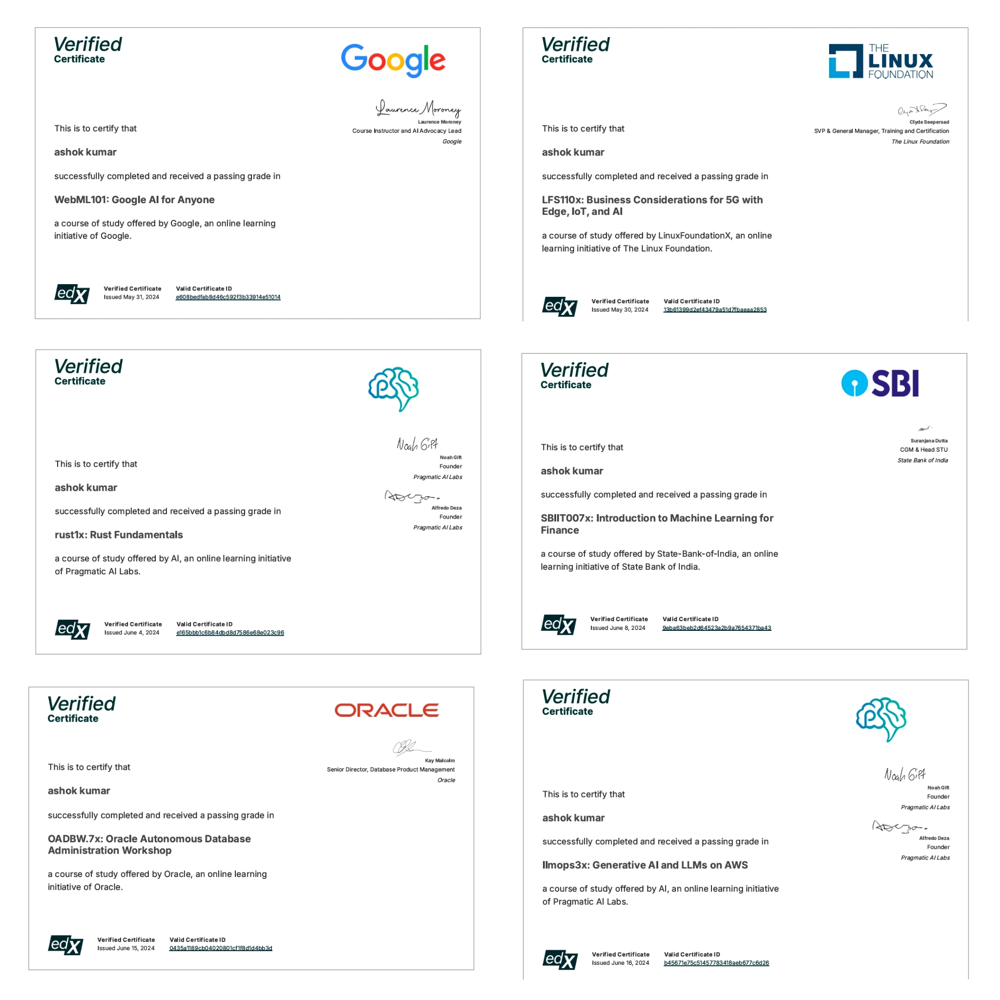 Verified
Certificate
Google
Laurence Moroney
Laurence Moroney
Course Instructor and AI Advocacy Lead
Google
This is to certify that
ashok kumar
successfully completed and received a passing grade in
WebML101: Google AI for Anyone
a course of study offered by Google, an online learning
initiative of Google.
edX
Verified Certificate
Issued May 31, 2024
Valid Certificate ID
e608bedfab8d46c592f3b33914e51014
Verified
Certificate
THE
LINUX
FOUNDATION
Clyde Seepersad
SVP & General Manager, Training and Certification
The Linux Foundation
This is to certify that
ashok kumar
successfully completed and received a passing grade in
LFS110x: Business Considerations for 5G with
Edge, IoT, and AI
a course of study offered by LinuxFoundationX, an online
learning initiative of The Linux Foundation.
edX
Verified Certificate
Issued May 30, 2024
Valid Certificate ID
13b61399d2ef43479a51d7fbaeaa2853
Verified
Certificate
Noah Gift
Noah Gift
Founder
Pragmatic AI Labs
Alfredo Deza
Founder
Pragmatic AI Labs
This is to certify that
ashok kumar
successfully completed and received a passing grade in
rust1x: Rust Fundamentals
a course of study offered by AI, an online learning initiative
of Pragmatic AI Labs.
edX
Verified Certificate
Issued June 4, 2024
Valid Certificate ID
e165bbb1c6b84dbd8d7586e68e023c96
Verified
Certificate
SBI
Suranjana Dutta
CGM & Head STU
State Bank of India
This is to certify that
ashok kumar
successfully completed and received a passing grade in
SBIIT007x: Introduction to Machine Learning for
Finance
a course of study offered by State-Bank-of-India, an online
learning initiative of State Bank of India.
edX
Verified Certificate
Issued June 8, 2024
Valid Certificate ID
9eba63beb2d64523a2b9a7654371ba43
Verified
Certificate
ORACLE
Kay Malcolm
Senior Director, Database Product Management
Oracle
This is to certify that
ashok kumar
successfully completed and received a passing grade in
OADBW.7x: Oracle Autonomous Database
Administration Workshop
a course of study offered by Oracle, an online learning
initiative of Oracle.
edX
Verified Certificate
Issued June 15, 2024
Valid Certificate ID
0435a1189cb04020801cf1f8d1d4bb3d
Verified
Certificate
Noah Gift
Noah Gift
Founder
Pragmatic AI Labs
Alfredo Deza
Founder
Pragmatic AI Labs
This is to certify that
ashok kumar
successfully completed and received a passing grade in
llmops3x: Generative AI and LLMs on AWS
a course of study offered by AI, an online learning initiative
of Pragmatic AI Labs.
edX
Verified Certificate
Issued June 16, 2024
Valid Certificate ID
b45671e75c51457783418aeb677c6d26